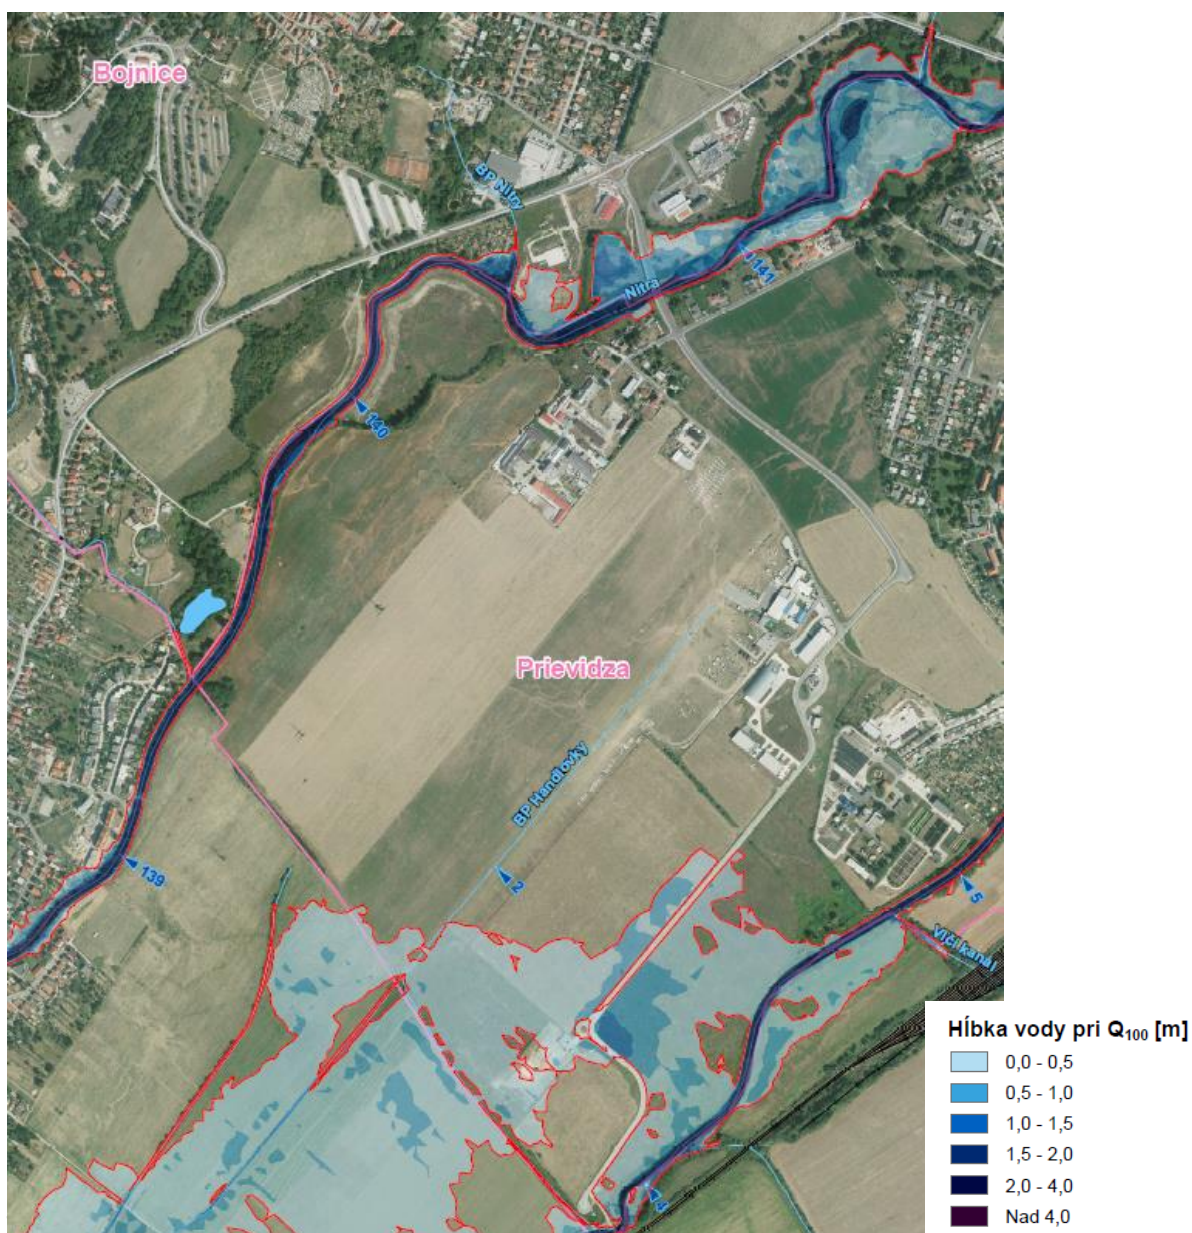 Bojnice
BP Nitry
141
Nitra
140
Prievidza
BP Handlovky
139
2
5
Vlčí kanál
4
Hĺbka vody pri Q₁₀₀ [m]
0,0 - 0,5
0,5 - 1,0
1,0 - 1,5
1,5 - 2,0
2,0 - 4,0
Nad 4,0